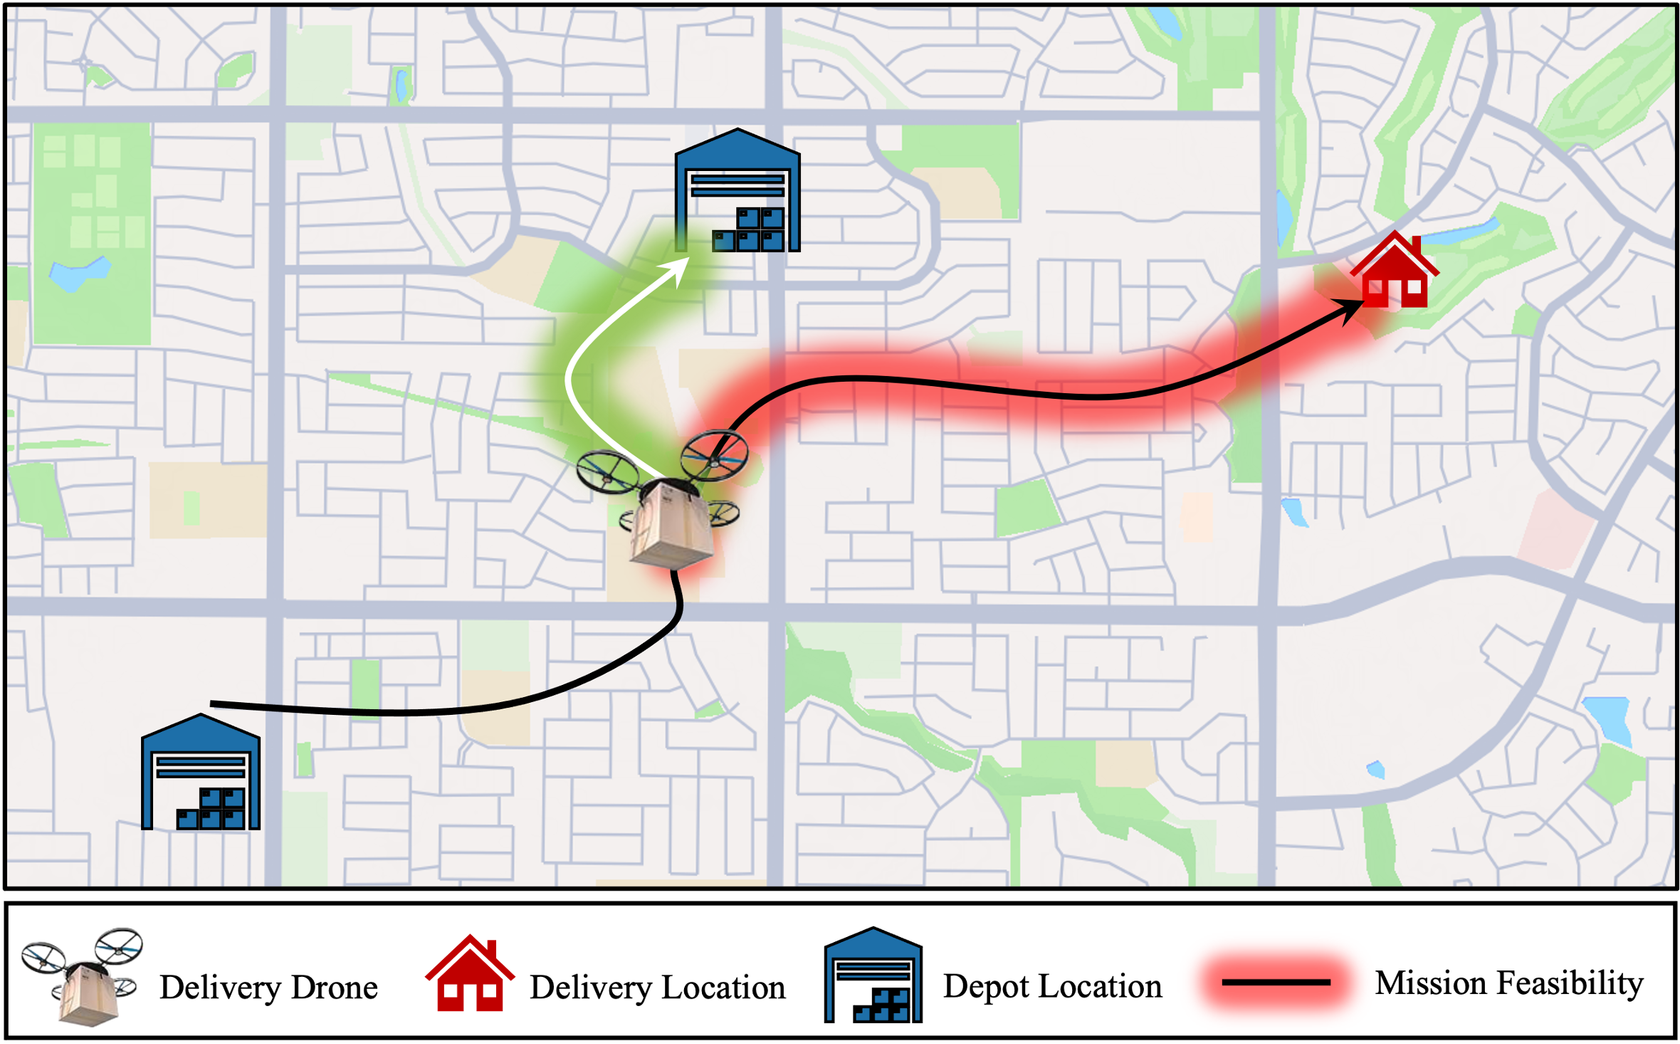 Delivery Drone
Delivery Location
Depot Location
Mission Feasibility